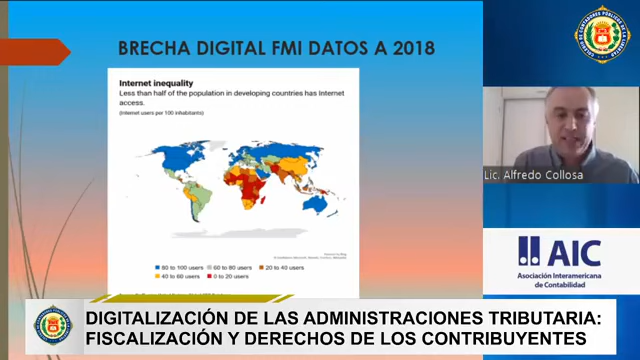 BRECHA DIGITAL FMI DATOS A 2018
Internet inequality
Less than half of the population in developing countries has Internet
access.
(Internet users per 100 inhabitants)
80 to 100 users
60 to 80 users
20 to 40 users
40 to 60 users
0 to 20 users
Lic. Alfredo Collosa
AIC
Asociación Interamericana
de Contabilidad
DIGITALIZACIÓN DE LAS ADMINISTRACIONES TRIBUTARIA:
FISCALIZACIÓN Y DERECHOS DE LOS CONTRIBUYENTES